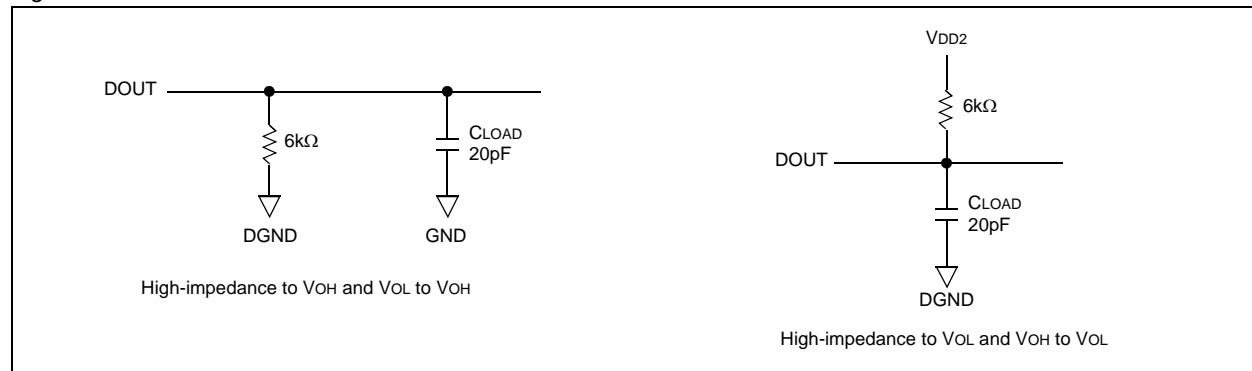 DOUT
6kΩ
CLOAD
20pF
DGND
GND
High-impedance to VOH and VOL to VOH
VDD2
6kΩ
DOUT
CLOAD
20pF
DGND
High-impedance to VOL and VOH to VOL